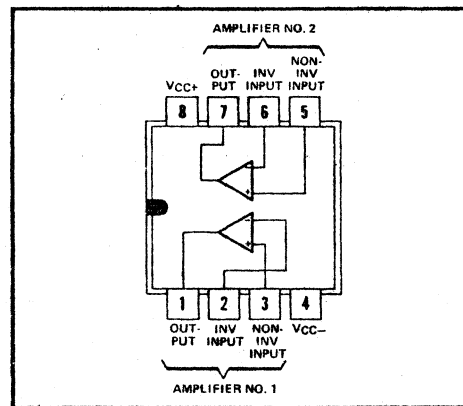 AMPLIFIER NO. 2
NON-
OUT- INV INV
VCC+ PUT INPUT INPUT
8 7 6 5
-
+
-
+
1 2 3 4
OUT- INV NON- VCC–
PUT INPUT INV
INPUT
AMPLIFIER NO. 1